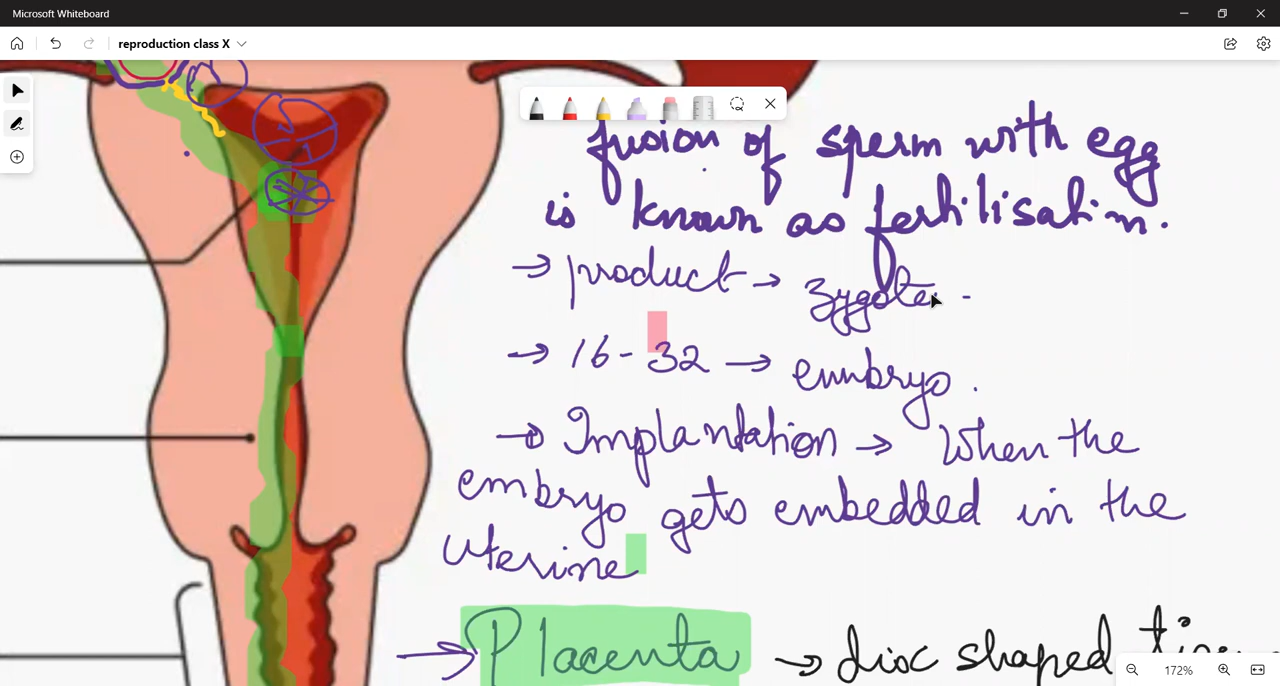 Microsoft Whiteboard
reproduction class X
fusion of sperm with egg
is known as fertilisation.
→ product → zygote -
→ 16-32 → embryo.
→ Implantation → When the
embryo gets embedded in the
uterine
→ Placenta → disc shaped
172%